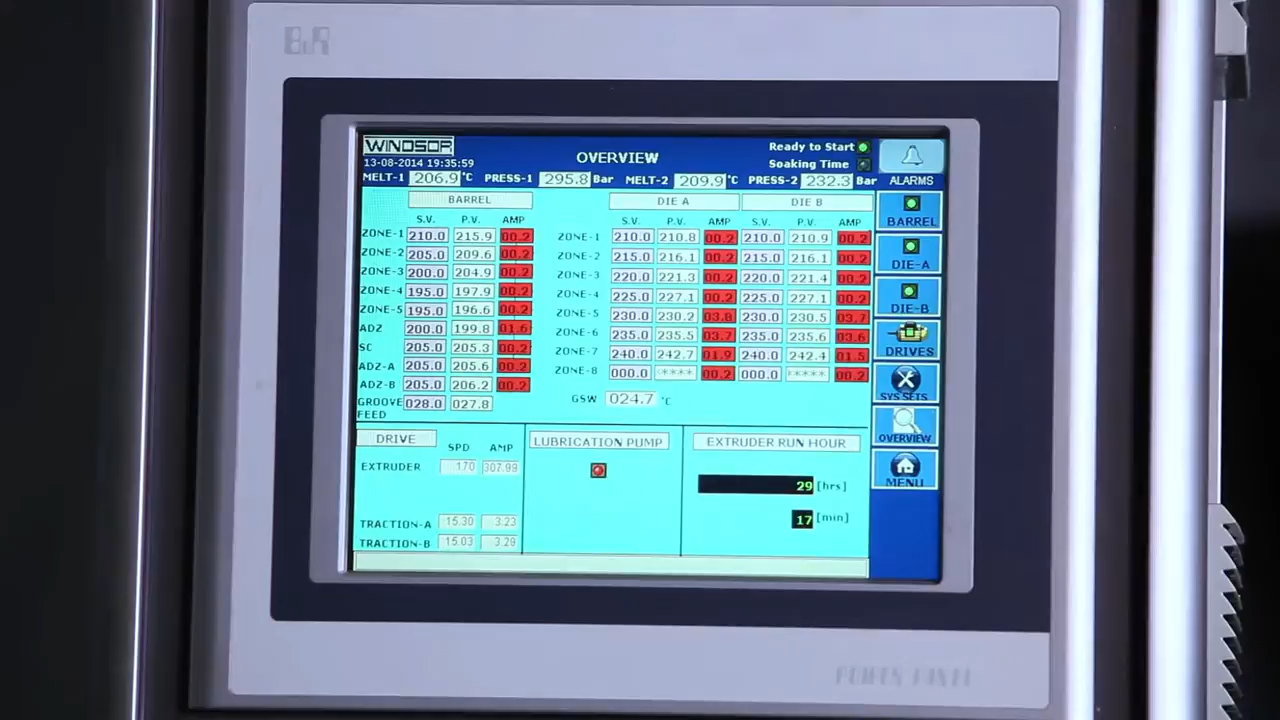 B&R
WINDSOR
13-08-2014 19:35:59
OVERVIEW
Ready to Start
Soaking Time
MELT-1 206.9 °C PRESS-1 295.8 Bar MELT-2 209.9 °C PRESS-2 232.3 Bar
ALARMS
BARREL DIE A DIE B
S.V. P.V. AMP S.V. P.V. AMP S.V. P.V. AMP
ZONE-1 210.0 215.9 00.2 ZONE-1 210.0 210.8 00.2 210.0 210.9 00.2
ZONE-2 205.0 209.6 00.2 ZONE-2 215.0 216.1 00.2 215.0 216.1 00.2
ZONE-3 200.0 204.9 00.2 ZONE-3 220.0 221.3 00.2 220.0 221.4 00.2
ZONE-4 195.0 197.9 00.2 ZONE-4 225.0 227.1 00.2 225.0 227.1 00.2
ZONE-5 195.0 196.6 00.2 ZONE-5 230.0 230.2 03.8 230.0 230.5 03.7
ADZ 200.0 199.8 01.6 ZONE-6 235.0 235.5 03.7 235.0 235.6 03.6
SC 205.0 205.3 00.2 ZONE-7 240.0 242.7 01.9 240.0 242.4 01.5
ADZ-A 205.0 205.6 00.2 ZONE-8 000.0 **** 00.2 000.0 **** 00.2
ADZ-B 205.0 206.2 00.2
GROOVE FEED 028.0 027.8
GSW 024.7 °C
BARREL
DIE-A
DIE-B
DRIVES
SYS SETS
OVERVIEW
MENU
DRIVE
SPD AMP
EXTRUDER 170 307.99
TRACTION-A 15.30 3.23
TRACTION-B 15.03 3.29
LUBRICATION PUMP
EXTRUDER RUN HOUR
29 [hrs]
17 [min]
POWER PANEL